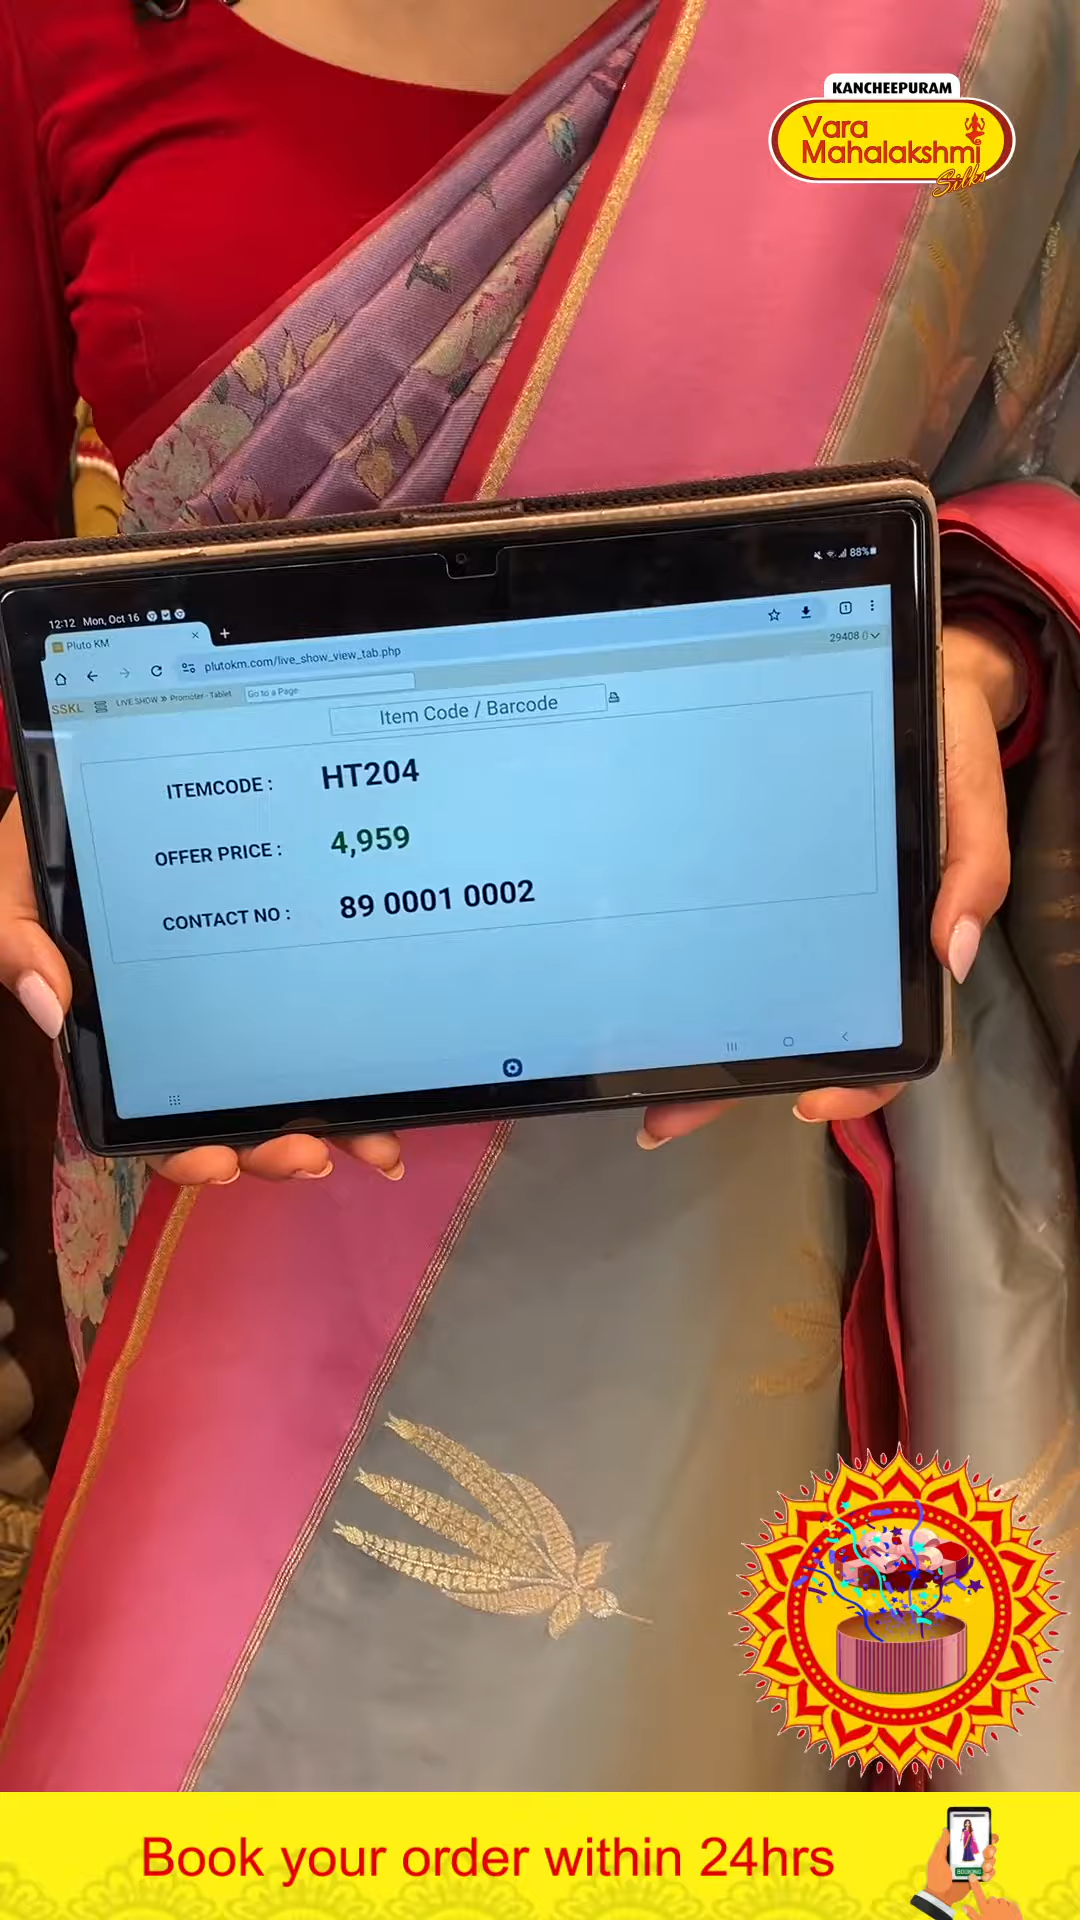 KANCHEEPURAM
Vara
Mahalakshmi
Silks
12:12 Mon, Oct 16
88%
Pluto KM
plutokm.com/live_show_view_tab.php
29408 ()
SSKL LIVE SHOW » Promoter - Tablet Go to a Page
Item Code / Barcode
ITEMCODE : HT204
OFFER PRICE : 4,959
CONTACT NO : 89 0001 0002
Book your order within 24hrs
BOOKING